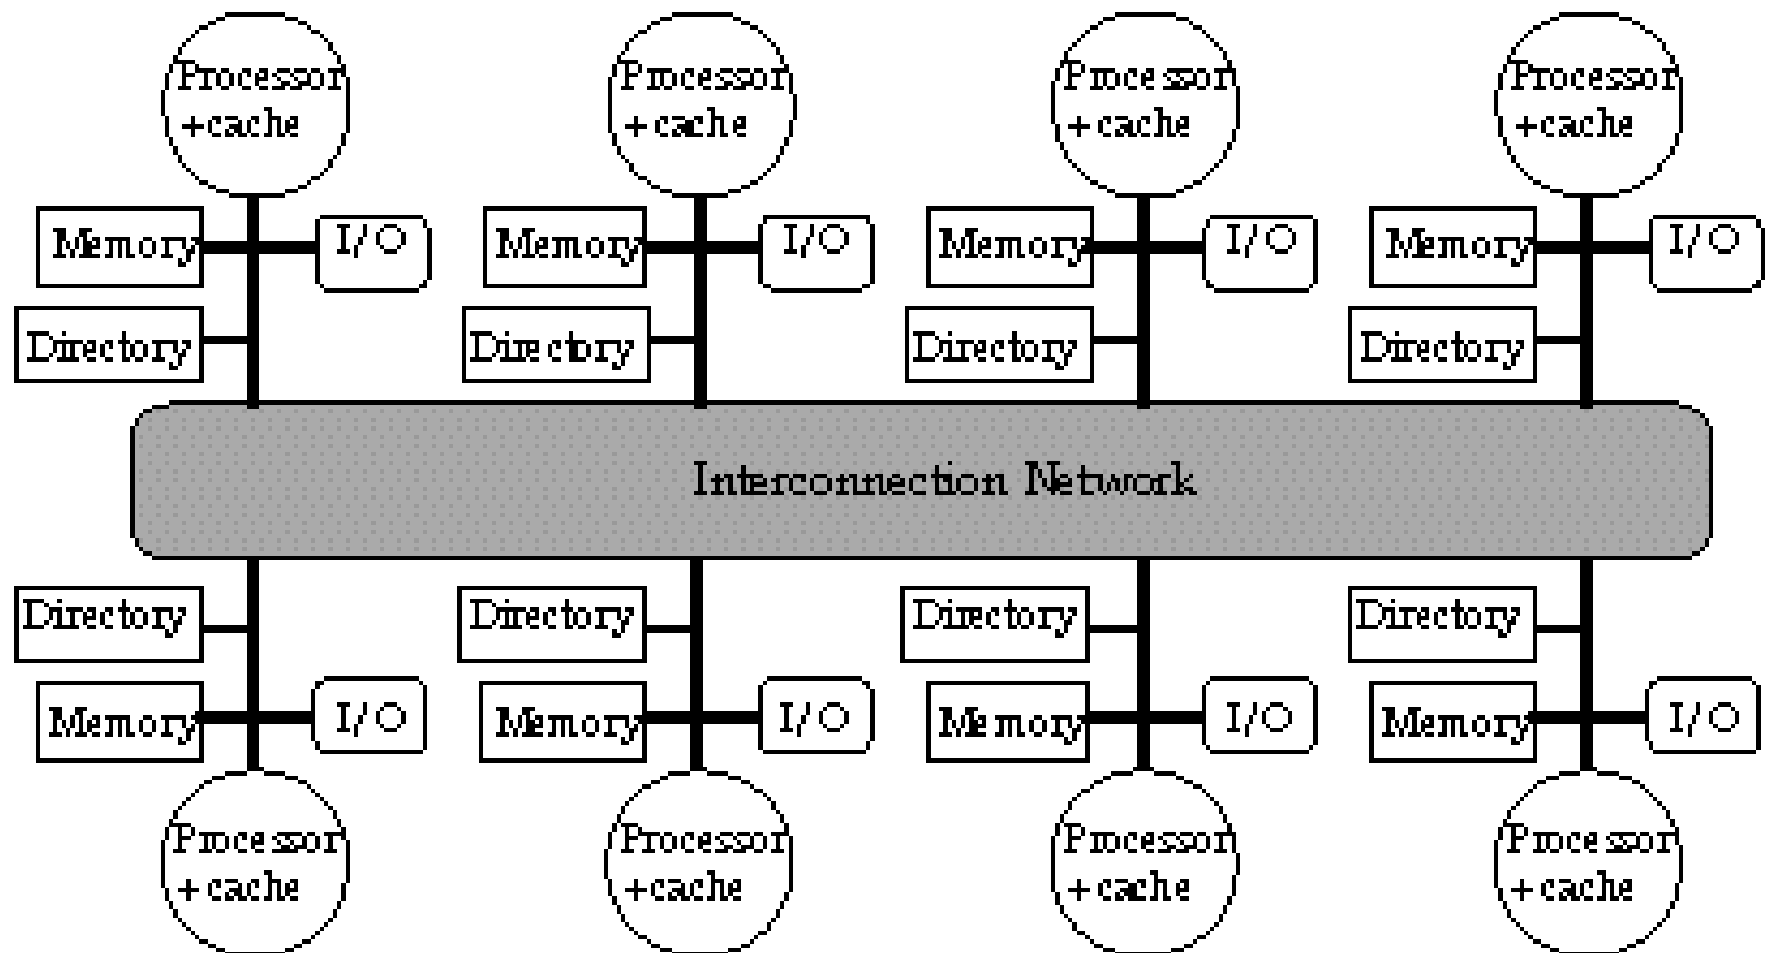 Processor
+cache
Processor
+cache
Processor
+cache
Processor
+cache
Memory
I/O
Memory
I/O
Memory
I/O
Memory
I/O
Directory
Directory
Directory
Directory
Interconnection Network
Directory
Directory
Directory
Directory
Memory
I/O
Memory
I/O
Memory
I/O
Memory
I/O
Processor
+cache
Processor
+cache
Processor
+cache
Processor
+cache